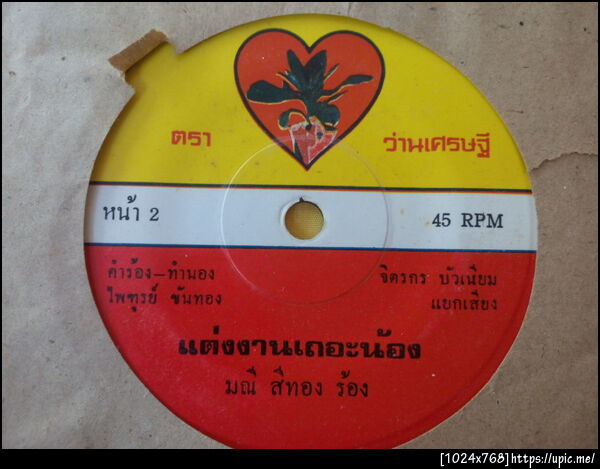 ตรา ว่านเศรษฐี
หน้า 2 45 RPM
คำร้อง-ทำนอง จิตรกร บัวเนียม
ไพฑูรย์ ขันทอง แยกเสียง
แต่งงานเถอะน้อง
มณี สีทอง ร้อง
[1024x768]https://upic.me/